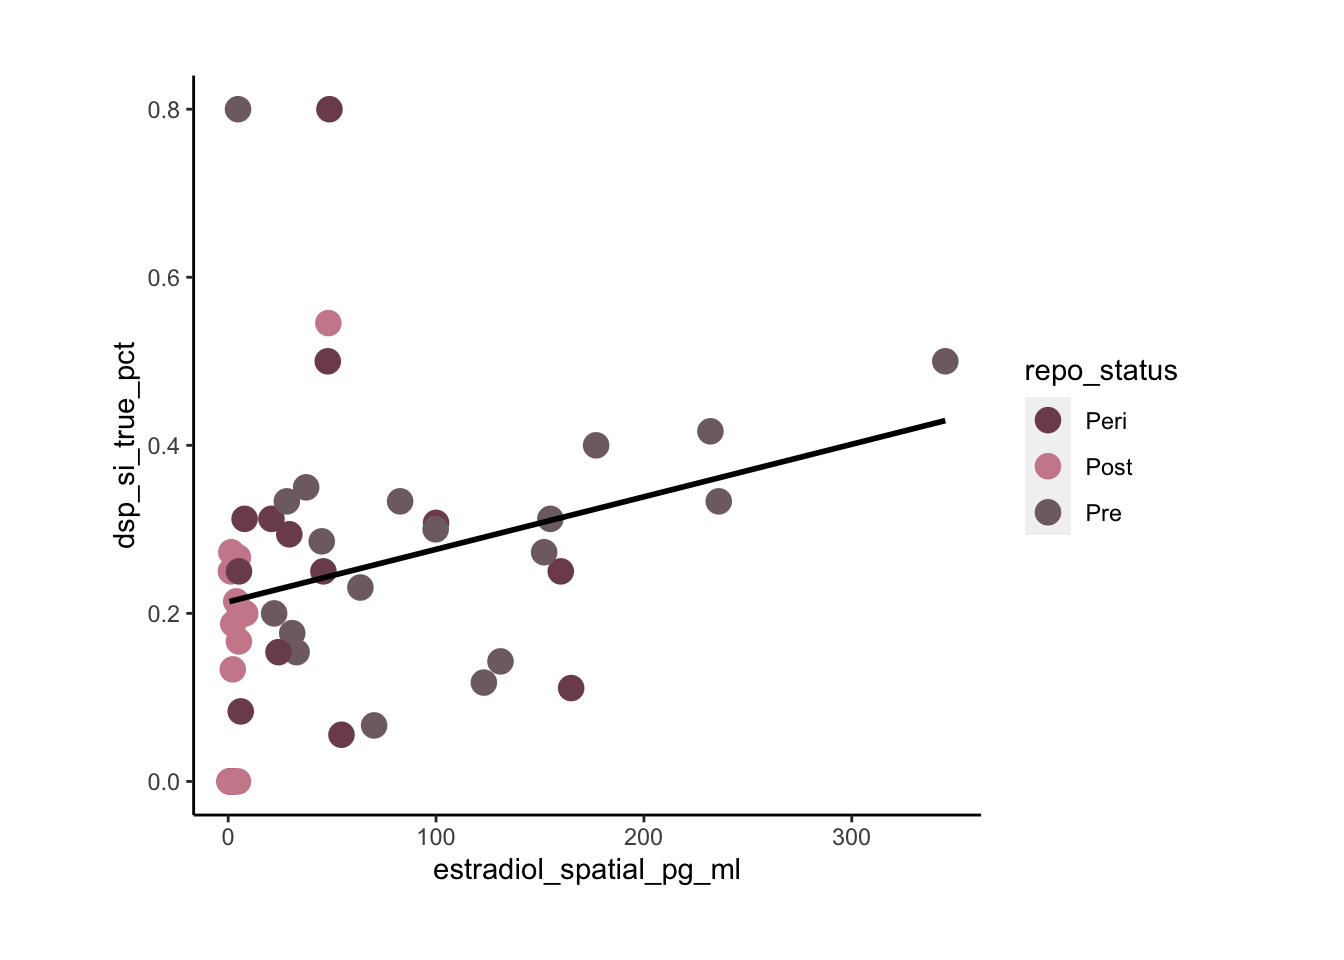 0.8
0.6
0.4
0.2
0.0
dsp_si_true_pct
0
100
200
300
estradiol_spatial_pg_ml
repo_status
Peri
Post
Pre